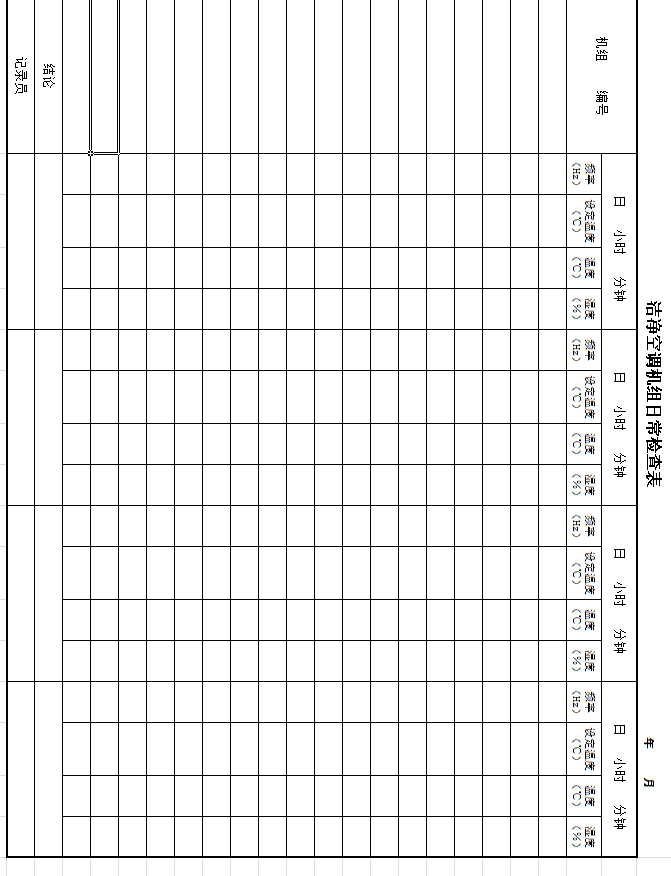 洁净空调机组日常检查表
年 月
机组 编号
日 小时 分钟
日 小时 分钟
日 小时 分钟
日 小时 分钟
频率
(Hz)
设定温度
(℃)
温度
(℃)
湿度
(%)
频率
(Hz)
设定温度
(℃)
温度
(℃)
湿度
(%)
频率
(Hz)
设定温度
(℃)
温度
(℃)
湿度
(%)
频率
(Hz)
设定温度
(℃)
温度
(℃)
湿度
(%)
结论
记录员